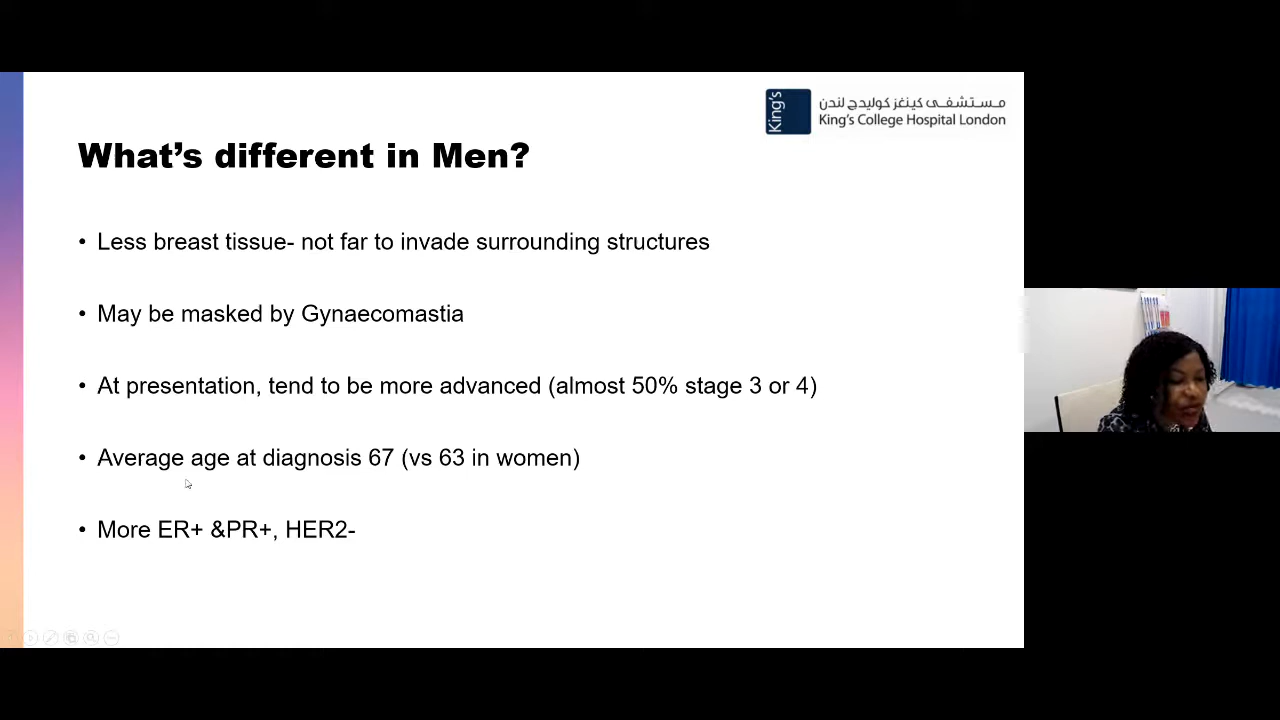 King's
مستشفى كينغز كوليدج لندن
King's College Hospital London
What's different in Men?
• Less breast tissue- not far to invade surrounding structures
• May be masked by Gynaecomastia
• At presentation, tend to be more advanced (almost 50% stage 3 or 4)
• Average age at diagnosis 67 (vs 63 in women)
• More ER+ &PR+, HER2-